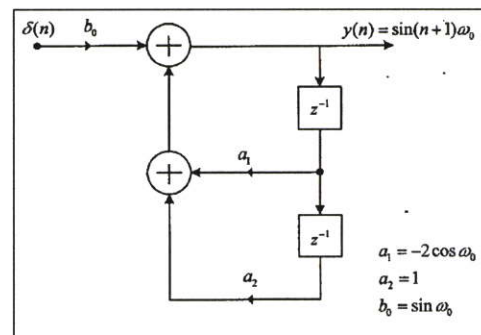 δ(n) b₀ y(n) = sin(n+1)ω₀
z⁻¹
a₁
z⁻¹
a₂
a₁ = −2cos ω₀
a₂ = 1
b₀ = sin ω₀